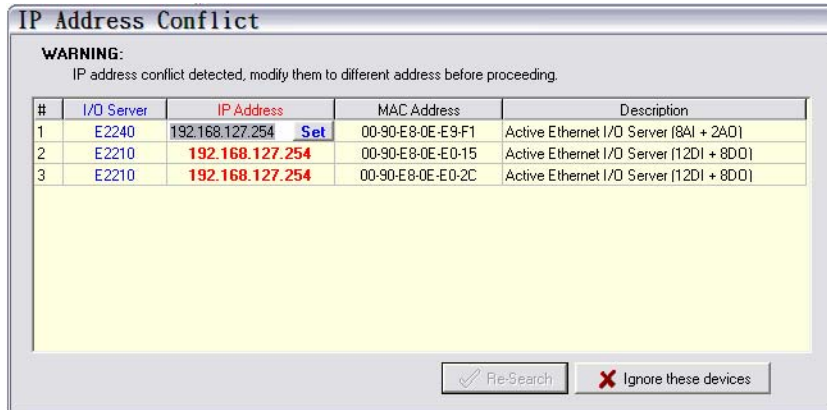 IP Address Conflict
WARNING:
IP address conflict detected, modify them to different address before proceeding.
# I/O Server IP Address MAC Address Description
1 E2240 192.168.127.254 Set 00-90-E8-0E-E9-F1 Active Ethernet I/O Server (8AI + 2AO)
2 E2210 192.168.127.254 00-90-E8-0E-E0-15 Active Ethernet I/O Server (12DI + 8DO)
3 E2210 192.168.127.254 00-90-E8-0E-E0-2C Active Ethernet I/O Server (12DI + 8DO)
Re-Search Ignore these devices